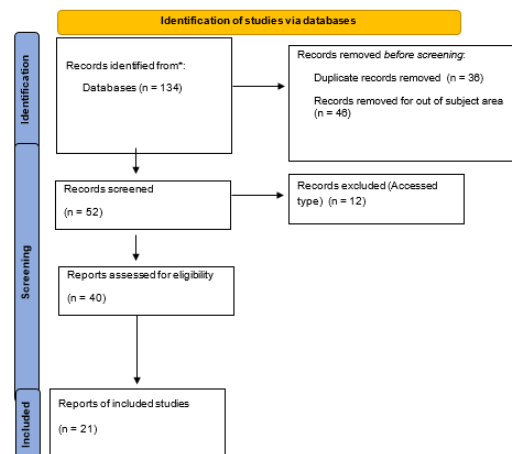 Identification of studies via databases
Identification
Records identified from*:
Databases (n = 134)
Records removed before screening:
Duplicate records removed (n = 36)
Records removed for out of subject area
(n = 46)
Screening
Records screened
(n = 52)
Records excluded (Accessed
type) (n = 12)
Reports assessed for eligibility
(n = 40)
Included
Reports of included studies
(n = 21)